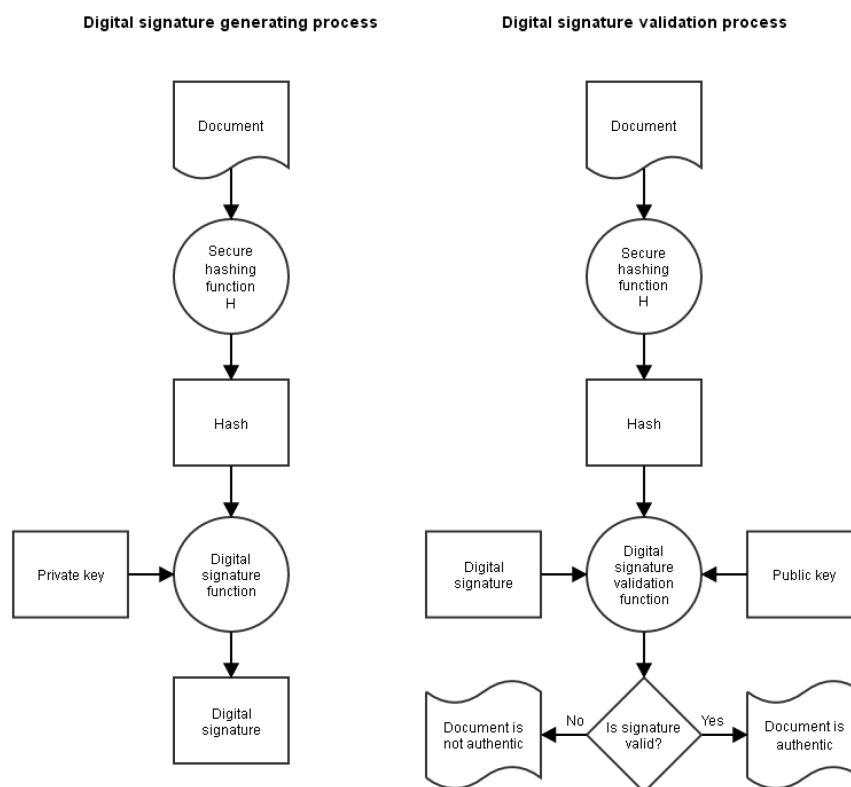 Digital signature generating process
Document
Secure
hashing
function
H
Hash
Private key
Digital
signature
function
Digital
signature
Digital signature validation process
Document
Secure
hashing
function
H
Hash
Digital
signature
Digital
signature
validation
function
Public key
Document is
not authentic
No
Is signature
valid?
Yes
Document is
authentic